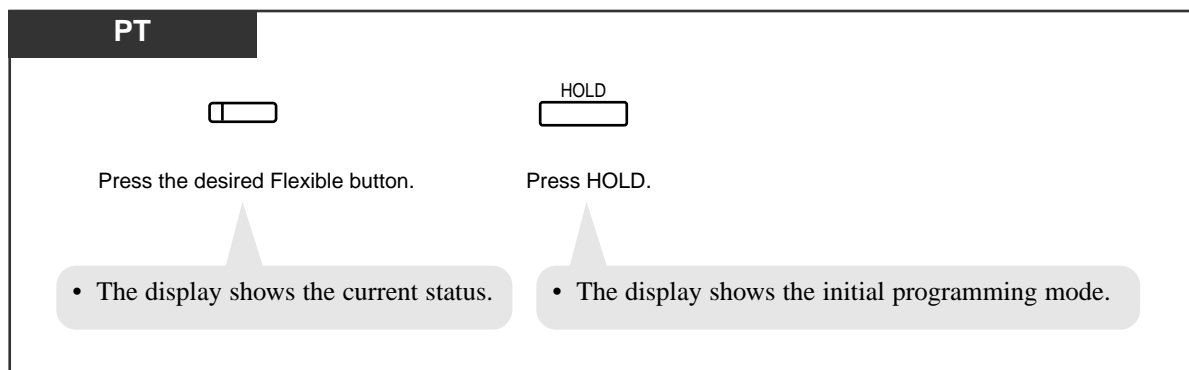 PT
HOLD
Press the desired Flexible button. Press HOLD.
• The display shows the current status. • The display shows the initial programming mode.